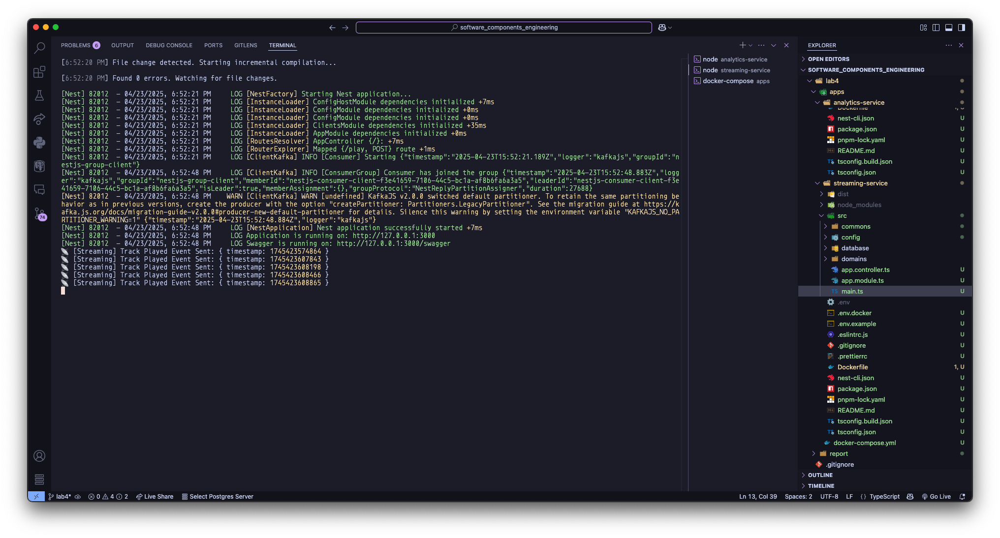 software_components_engineering
PROBLEMS 6 OUTPUT DEBUG CONSOLE PORTS GITLENS TERMINAL
[6:52:20 PM] File change detected. Starting incremental compilation...
[6:52:20 PM] Found 0 errors. Watching for file changes.
[Nest] 82012  - 04/23/2025, 6:52:21 PM     LOG [NestFactory] Starting Nest application...
[Nest] 82012  - 04/23/2025, 6:52:21 PM     LOG [InstanceLoader] ConfigHostModule dependencies initialized +7ms
[Nest] 82012  - 04/23/2025, 6:52:21 PM     LOG [InstanceLoader] ConfigModule dependencies initialized +0ms
[Nest] 82012  - 04/23/2025, 6:52:21 PM     LOG [InstanceLoader] ConfigModule dependencies initialized +0ms
[Nest] 82012  - 04/23/2025, 6:52:21 PM     LOG [InstanceLoader] ClientsModule dependencies initialized +35ms
[Nest] 82012  - 04/23/2025, 6:52:21 PM     LOG [InstanceLoader] AppModule dependencies initialized +0ms
[Nest] 82012  - 04/23/2025, 6:52:21 PM     LOG [RoutesResolver] AppController {/}: +7ms
[Nest] 82012  - 04/23/2025, 6:52:21 PM     LOG [RouterExplorer] Mapped {/play, POST} route +1ms
[Nest] 82012  - 04/23/2025, 6:52:21 PM     LOG [ClientKafka] INFO [Consumer] Starting {"timestamp":"2025-04-23T15:52:21.189Z","logger":"kafkajs","groupId":"n
estjs-group-client"}
[Nest] 82012  - 04/23/2025, 6:52:48 PM     LOG [ClientKafka] INFO [ConsumerGroup] Consumer has joined the group {"timestamp":"2025-04-23T15:52:48.883Z","logg
er":"kafkajs","groupId":"nestjs-group-client","memberId":"nestjs-consumer-client-f3e41659-7106-44c5-bc1a-af8b6fa6a3a5","leaderId":"nestjs-consumer-client-f3e
41659-7106-44c5-bc1a-af8b6fa6a3a5","isLeader":true,"memberAssignment":{},"groupProtocol":"NestReplyPartitionAssigner","duration":27688}
[Nest] 82012  - 04/23/2025, 6:52:48 PM    WARN [ClientKafka] WARN [undefined] KafkaJS v2.0.0 switched default partitioner. To retain the same partitioning be
havior as in previous versions, create the producer with the option "createPartitioner: Partitioners.LegacyPartitioner". See the migration guide at https://k
afka.js.org/docs/migration-guide-v2.0.0#producer-new-default-partitioner for details. Silence this warning by setting the environment variable "KAFKAJS_NO_PA
RTITIONER_WARNING=1" {"timestamp":"2025-04-23T15:52:48.884Z","logger":"kafkajs"}
[Nest] 82012  - 04/23/2025, 6:52:48 PM     LOG [NestApplication] Nest application successfully started +7ms
[Nest] 82012  - 04/23/2025, 6:52:48 PM     LOG Application is running on: http://127.0.0.1:3000
[Nest] 82012  - 04/23/2025, 6:52:48 PM     LOG Swagger is running on: http://127.0.0.1:3000/swagger
[Streaming] Track Played Event Sent: { timestamp: 1745423574864 }
[Streaming] Track Played Event Sent: { timestamp: 1745423607843 }
[Streaming] Track Played Event Sent: { timestamp: 1745423608198 }
[Streaming] Track Played Event Sent: { timestamp: 1745423608466 }
[Streaming] Track Played Event Sent: { timestamp: 1745423608865 }
node analytics-service
node streaming-service
docker-compose apps
EXPLORER
OPEN EDITORS
SOFTWARE_COMPONENTS_ENGINEERING
lab4
apps
analytics-service
Dockerfile 1, U
nest-cli.json U
package.json U
pnpm-lock.yaml U
README.md U
tsconfig.build.json U
tsconfig.json U
streaming-service
dist
node_modules
src
commons
config
database
domains
app.controller.ts U
app.module.ts U
TS main.ts U
.env
.env.docker U
.env.example U
.eslintrc.js U
.gitignore U
.prettierrc U
Dockerfile 1, U
nest-cli.json U
package.json U
pnpm-lock.yaml U
README.md U
tsconfig.build.json U
tsconfig.json U
docker-compose.yml U
report
.gitignore
OUTLINE
TIMELINE
74
lab4* 0 4 2 Live Share Select Postgres Server Ln 13, Col 39 Spaces: 2 UTF-8 LF {} TypeScript Go Live